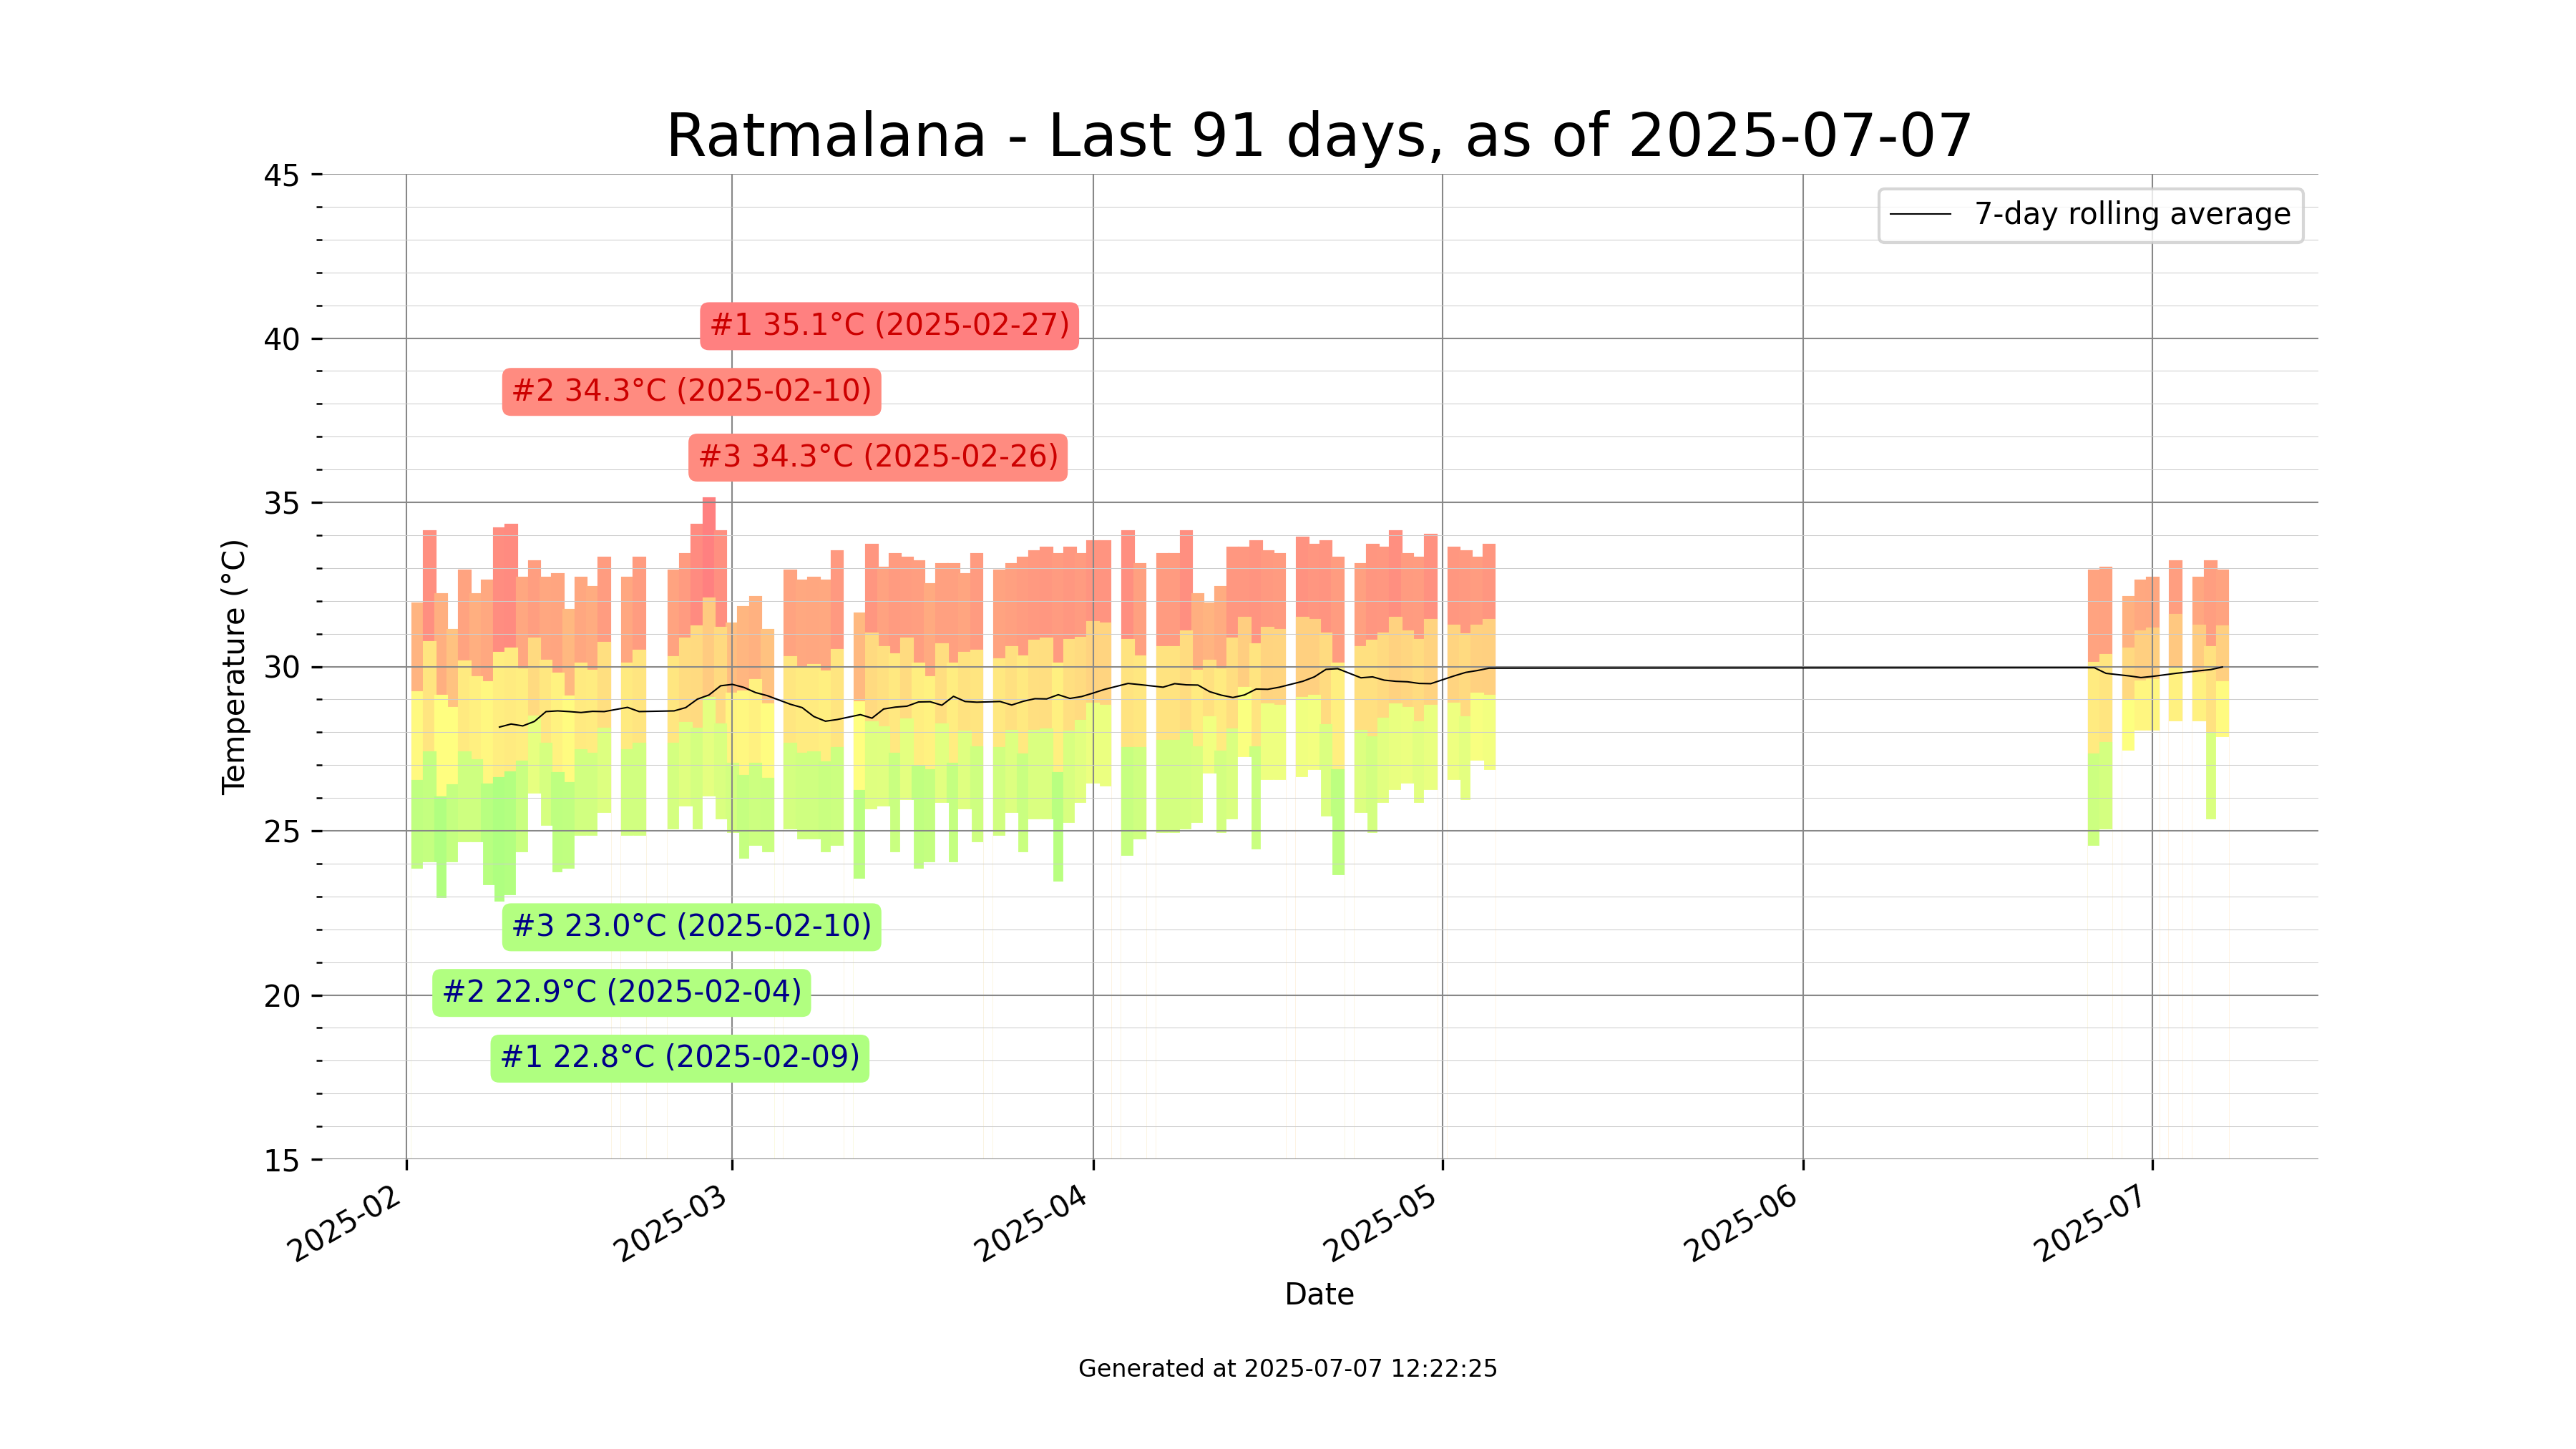 Ratmalana - Last 91 days, as of 2025-07-07
45
40
35
30
25
20
15
Temperature (°C)
7-day rolling average
#1 35.1°C (2025-02-27)
#2 34.3°C (2025-02-10)
#3 34.3°C (2025-02-26)
#3 23.0°C (2025-02-10)
#2 22.9°C (2025-02-04)
#1 22.8°C (2025-02-09)
2025-02
2025-03
2025-04
2025-05
2025-06
2025-07
Date
Generated at 2025-07-07 12:22:25